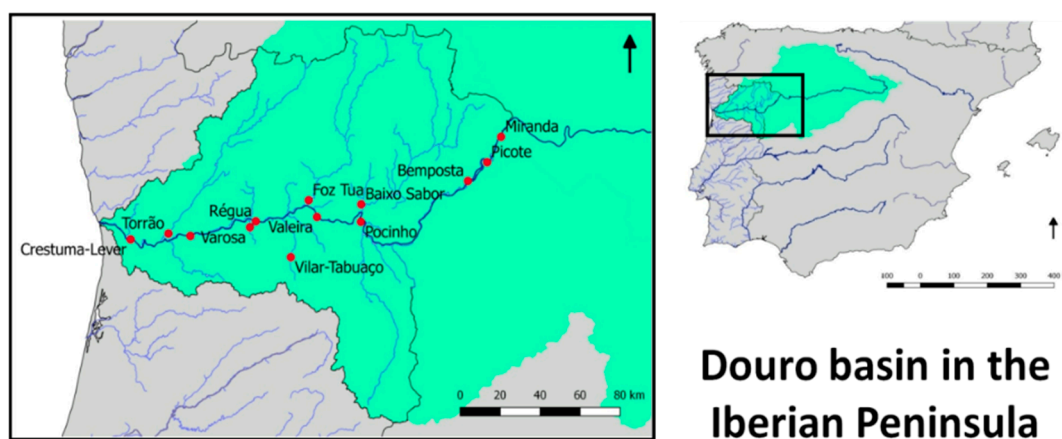 Miranda
Picote
Bemposta
Foz Tua
Baixo Sabor
Régua
Torrão
Valeira
Varosa
Pocinho
Crestuma-Lever
Vilar-Tabuaço
0 20 40 60 80 km
100 0 100 200 300 400
Douro basin in the
Iberian Peninsula